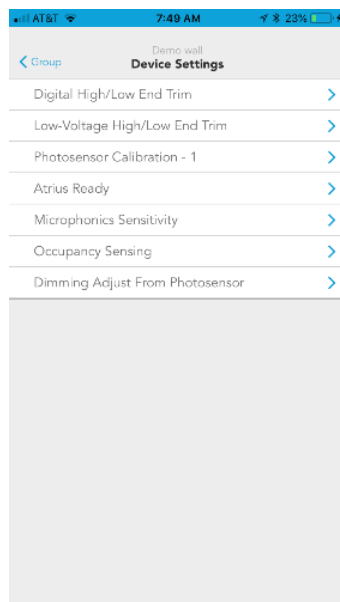 AT&T 7:49 AM 23%
Demo wall
Group Device Settings
Digital High/Low End Trim
Low-Voltage High/Low End Trim
Photosensor Calibration - 1
Atrius Ready
Microphonics Sensitivity
Occupancy Sensing
Dimming Adjust From Photosensor